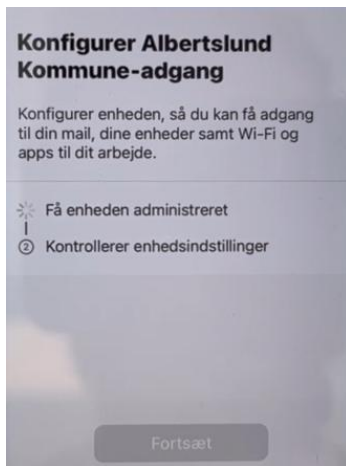 Konfigurer Albertslund
Kommune-adgang
Konfigurer enheden, så du kan få adgang
til din mail, dine enheder samt Wi-Fi og
apps til dit arbejde.
Få enheden administreret
2 Kontrollerer enhedsindstillinger
Fortsæt